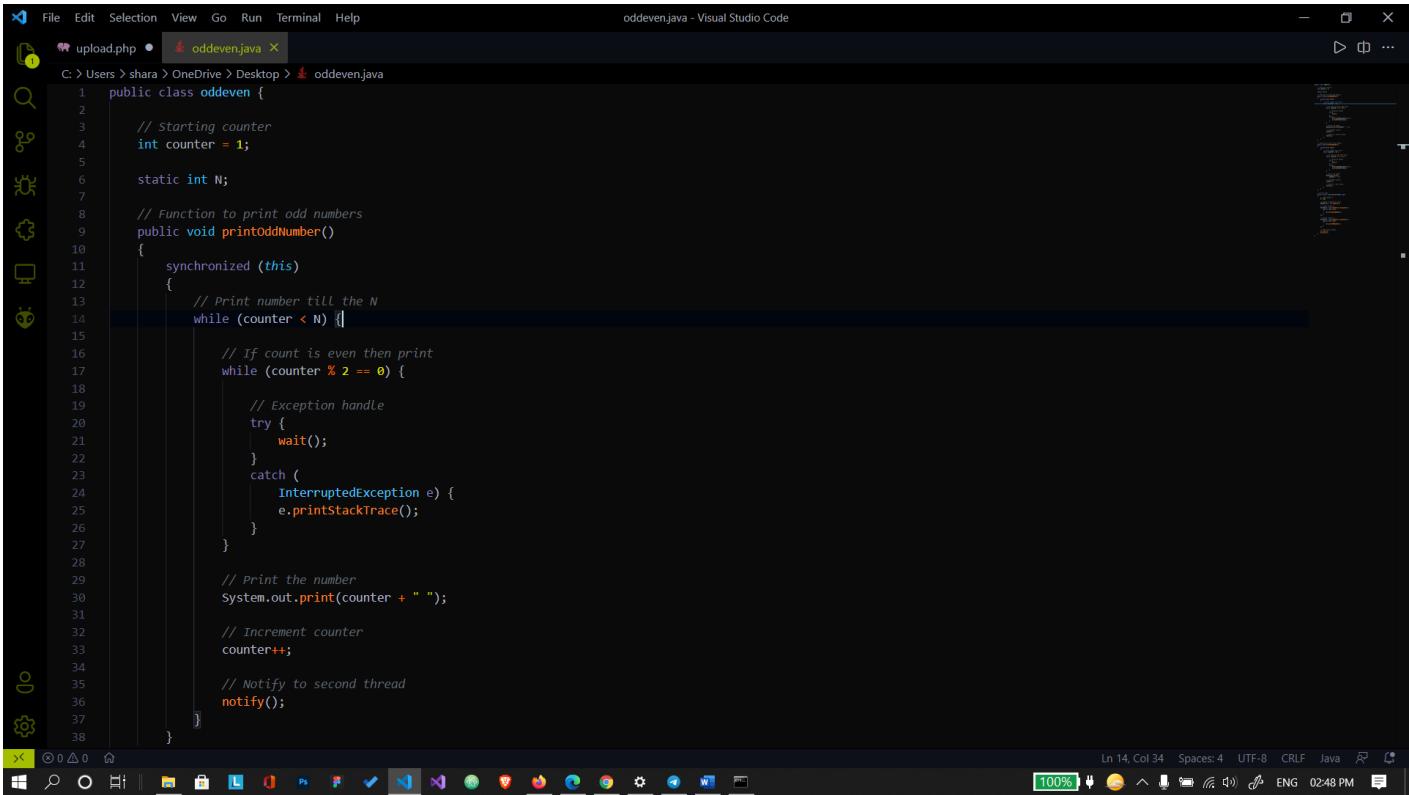 File Edit Selection View Go Run Terminal Help
oddeven.java - Visual Studio Code
upload.php
oddeven.java
1
C: > Users > shara > OneDrive > Desktop > oddeven.java
1 public class oddeven {
2
3 // Starting counter
4 int counter = 1;
5
6 static int N;
7
8 // Function to print odd numbers
9 public void printOddNumber()
10 {
11 synchronized (this)
12 {
13 // Print number till the N
14 while (counter < N) {
15
16 // If count is even then print
17 while (counter % 2 == 0) {
18
19 // Exception handle
20 try {
21 wait();
22 }
23 catch (
24 InterruptedException e) {
25 e.printStackTrace();
26 }
27 }
28
29 // Print the number
30 System.out.print(counter + " ");
31
32 // Increment counter
33 counter++;
34
35 // Notify to second thread
36 notify();
37 }
38 }
0 0
Ln 14, Col 34 Spaces: 4 UTF-8 CRLF Java
L Ps W
100%
ENG 02:48 PM